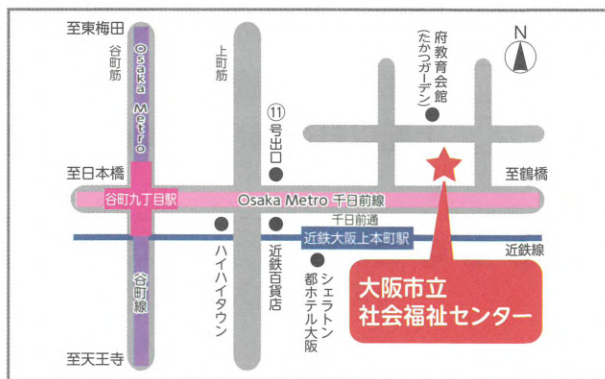 至東梅田
谷町筋
Osaka Metro
上町筋
⑪号出口
府教育会館
(たかつガーデン)
N
至日本橋
至鶴橋
谷町九丁目駅
Osaka Metro 千日前線
千日前通
近鉄大阪上本町駅
近鉄線
谷町線
ハイハイタウン
近鉄百貨店
シェラトン
都ホテル大阪
大阪市立
社会福祉センター
至天王寺